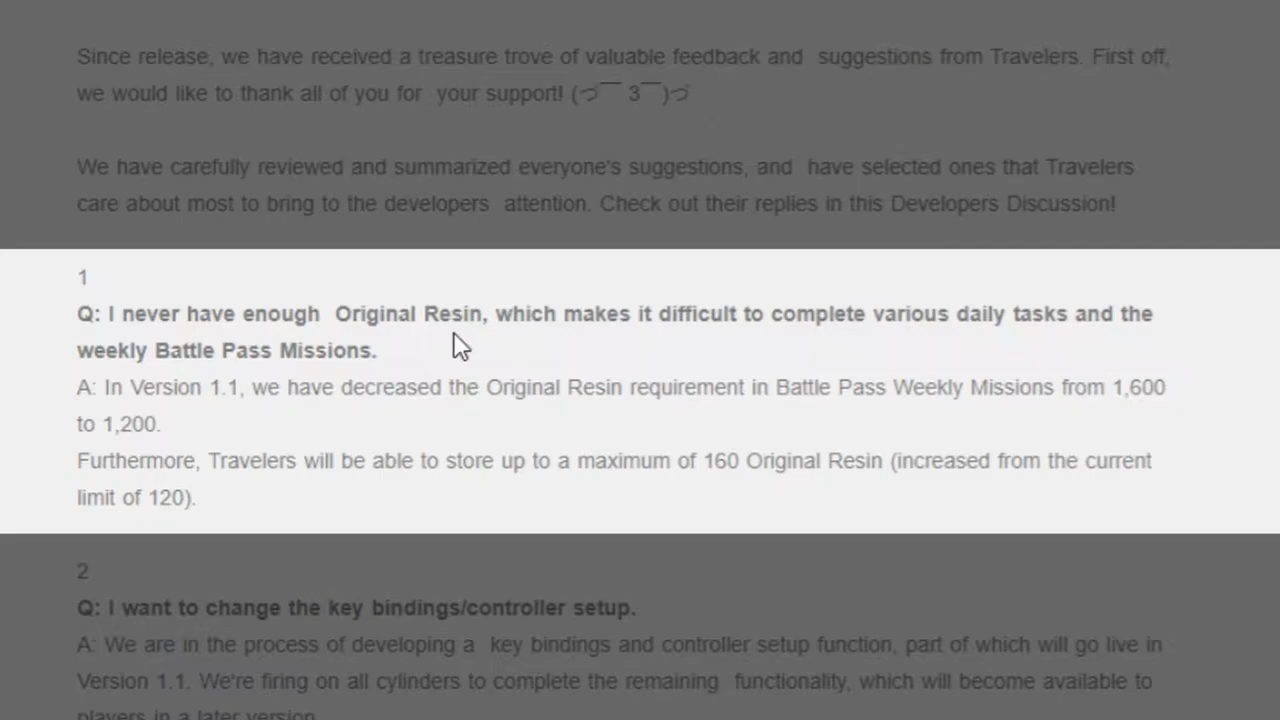 Since release, we have received a treasure trove of valuable feedback and suggestions from Travelers. First off,
we would like to thank all of you for your support! (づ￣ 3￣)づ
We have carefully reviewed and summarized everyone's suggestions, and have selected ones that Travelers
care about most to bring to the developers attention. Check out their replies in this Developers Discussion!
1
Q: I never have enough Original Resin, which makes it difficult to complete various daily tasks and the
weekly Battle Pass Missions.
A: In Version 1.1, we have decreased the Original Resin requirement in Battle Pass Weekly Missions from 1,600
to 1,200.
Furthermore, Travelers will be able to store up to a maximum of 160 Original Resin (increased from the current
limit of 120).
2
Q: I want to change the key bindings/controller setup.
A: We are in the process of developing a key bindings and controller setup function, part of which will go live in
Version 1.1. We're firing on all cylinders to complete the remaining functionality, which will become available to
players in a later version.